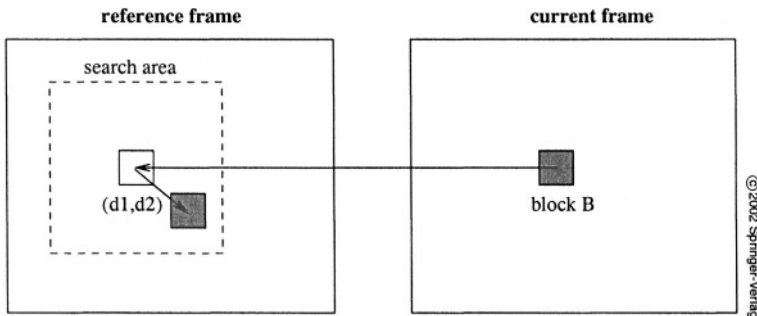 reference frame
current frame
search area
(d1,d2)
block B
©2002 Springer-Verlag